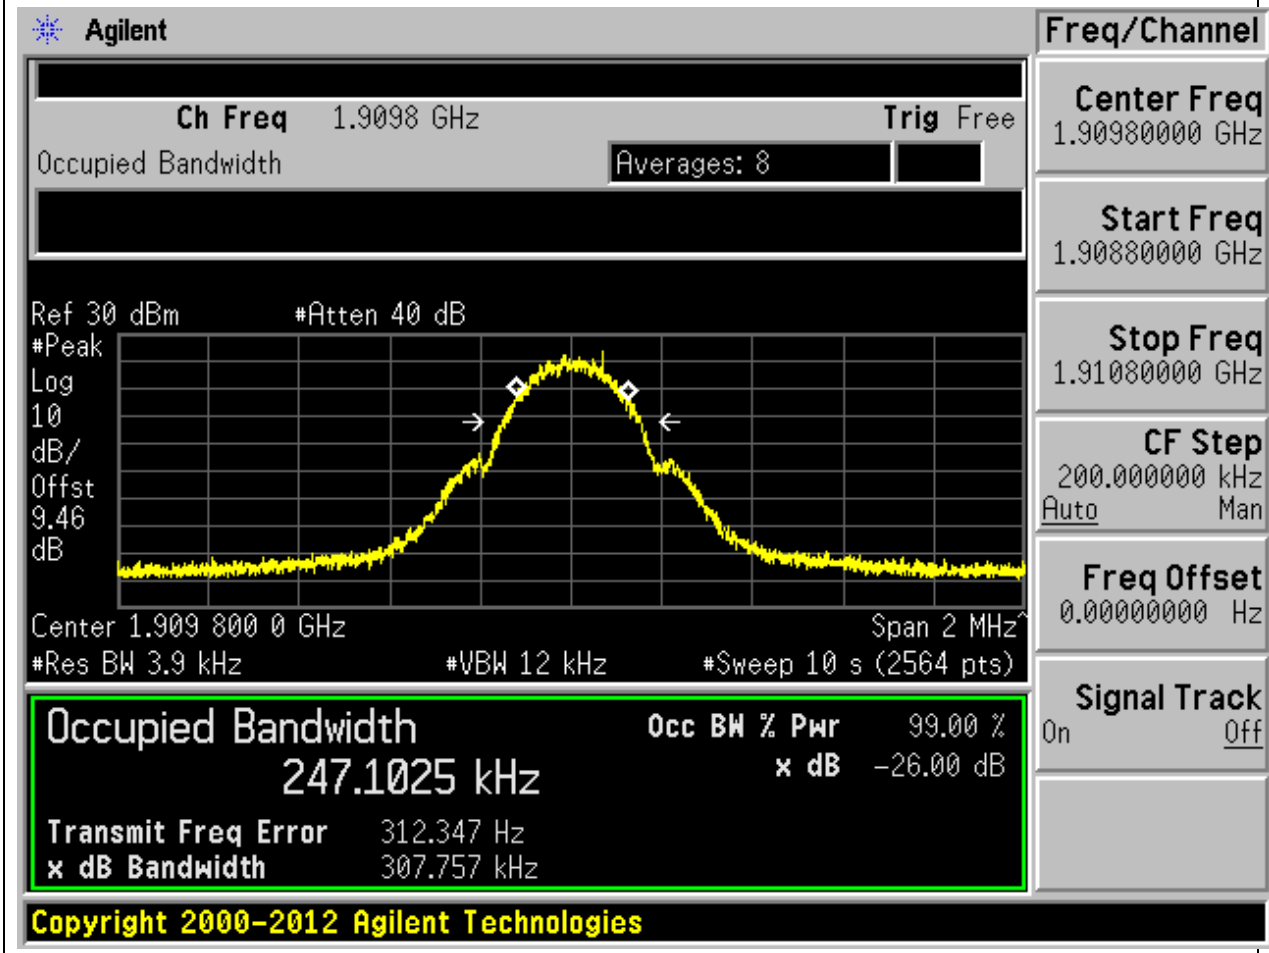 Agilent
Freq/Channel
Ch Freq 1.9098 GHz Trig Free
Occupied Bandwidth Averages: 8
Center Freq
1.90980000 GHz
Start Freq
1.90880000 GHz
Stop Freq
1.91080000 GHz
CF Step
200.000000 kHz
Auto Man
Freq Offset
0.00000000 Hz
Signal Track
On Off
Ref 30 dBm #Atten 40 dB
#Peak
Log
10
dB/
Offst
9.46
dB
Center 1.909 800 0 GHz Span 2 MHz^
#Res BW 3.9 kHz #VBW 12 kHz #Sweep 10 s (2564 pts)
Occupied Bandwidth Occ BW % Pwr 99.00 %
247.1025 kHz x dB -26.00 dB
Transmit Freq Error 312.347 Hz
x dB Bandwidth 307.757 kHz
Copyright 2000-2012 Agilent Technologies